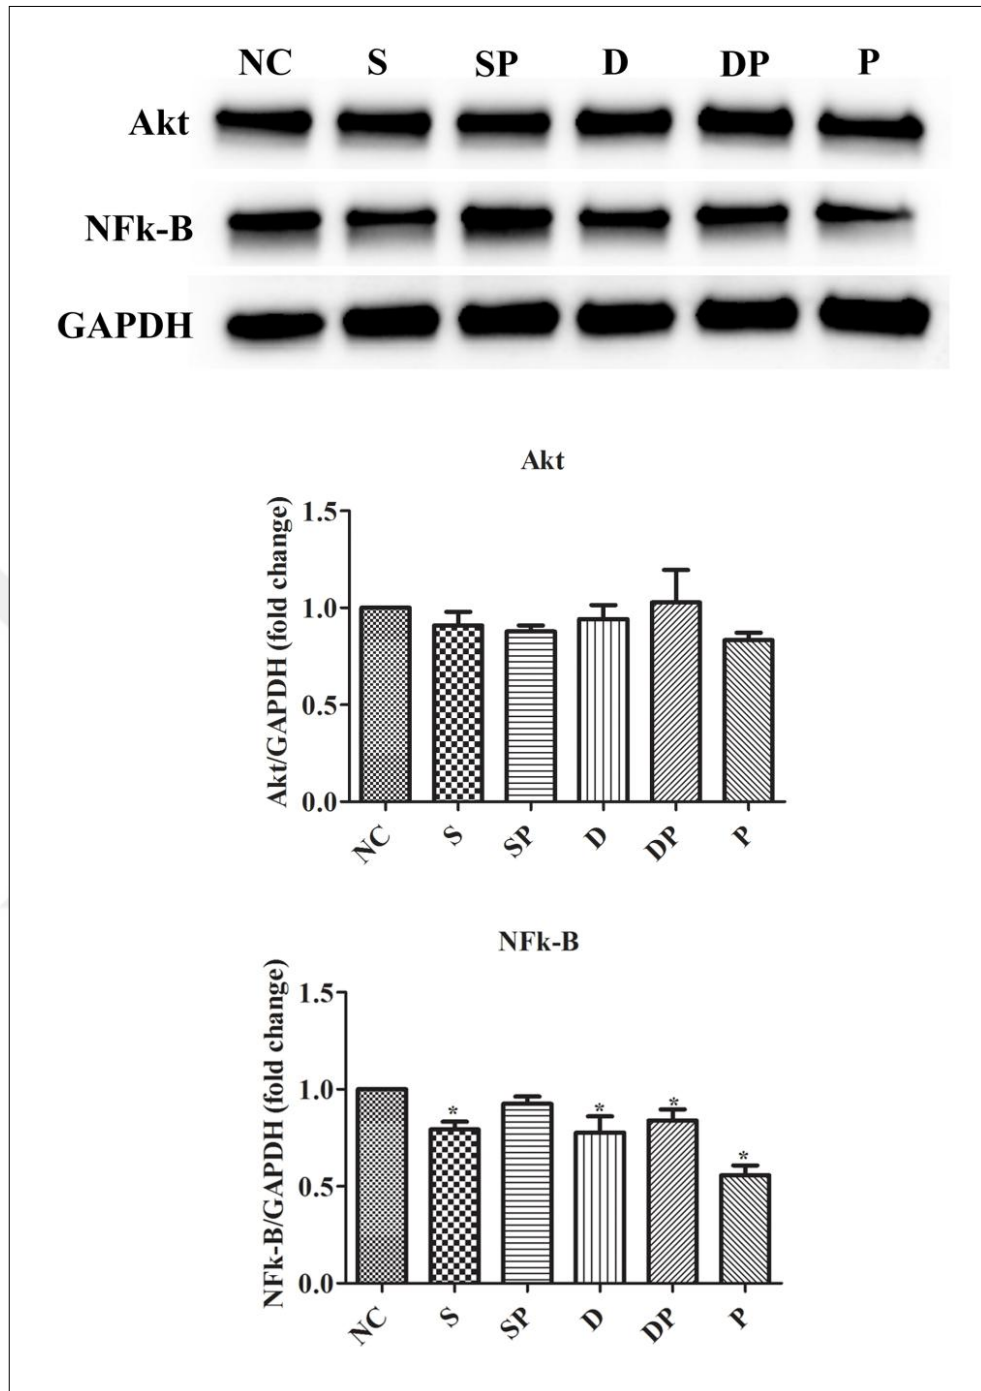 NC S SP D DP P
Akt
NFk-B
GAPDH
Akt
Akt/GAPDH (fold change)
1.5
1.0
0.5
0.0
NC S SP D DP P
NFk-B
NFk-B/GAPDH (fold change)
1.5
1.0
0.5
0.0
* * * *
NC S SP D DP P